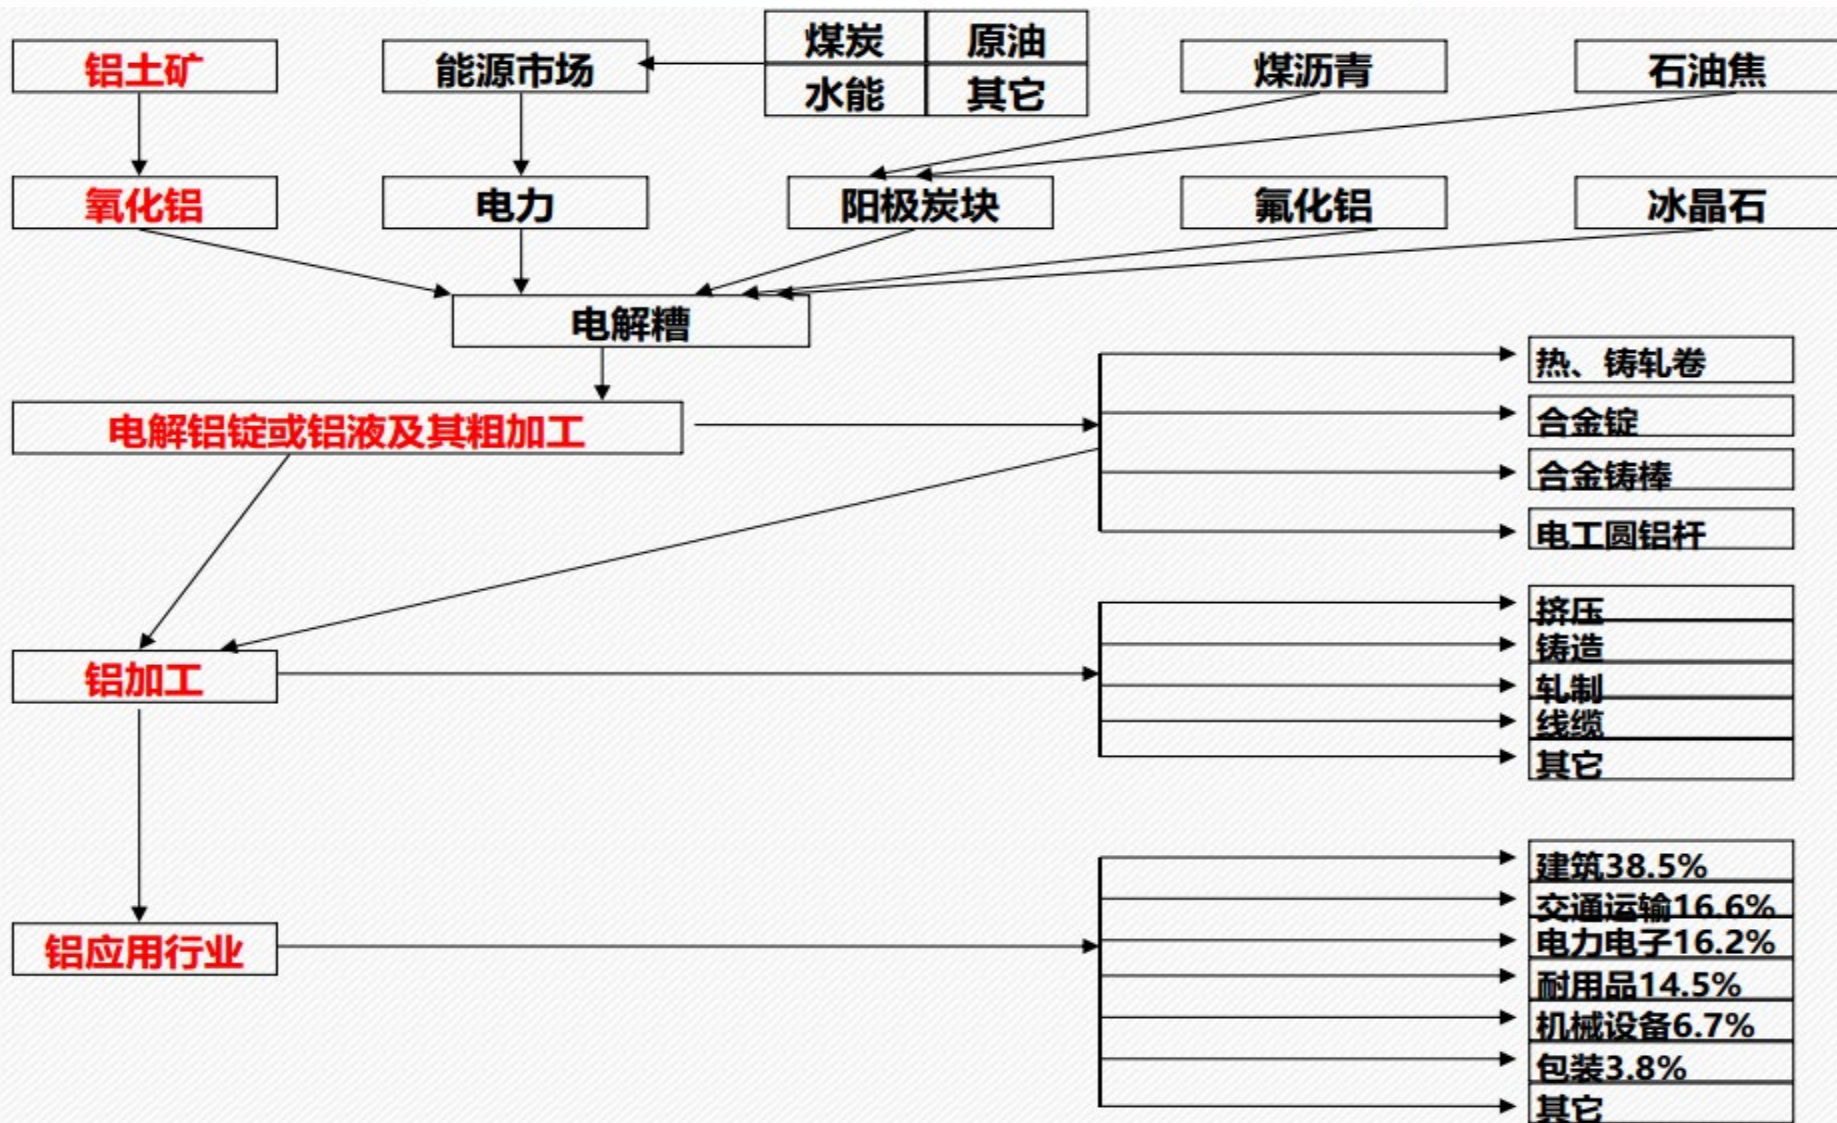 煤炭 原油
铝土矿 能源市场 煤沥青 石油焦
水能 其它
氧化铝 电力 阳极炭块 氟化铝 冰晶石
电解糟
热、铸轧卷
合金锭
电解铝锭或铝液及其粗加工
合金铸棒
电工圆铝杆
挤压
铸造
铝加工
轧制
线缆
其它
建筑38.5%
交通运输16.6%
电力电子16.2%
铝应用行业
耐用品14.5%
机械设备6.7%
包装3.8%
其它